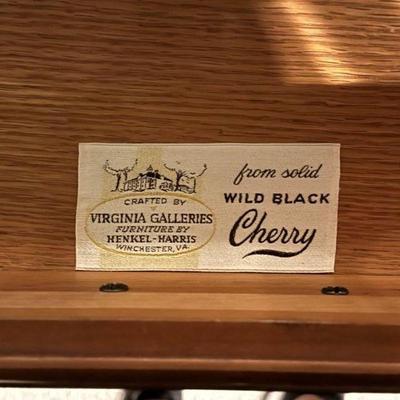 CRAFTED BY
VIRGINIA GALLERIES
FURNITURE BY
HENKEL-HARRIS
WINCHESTER, VA.
from solid
WILD BLACK
Cherry